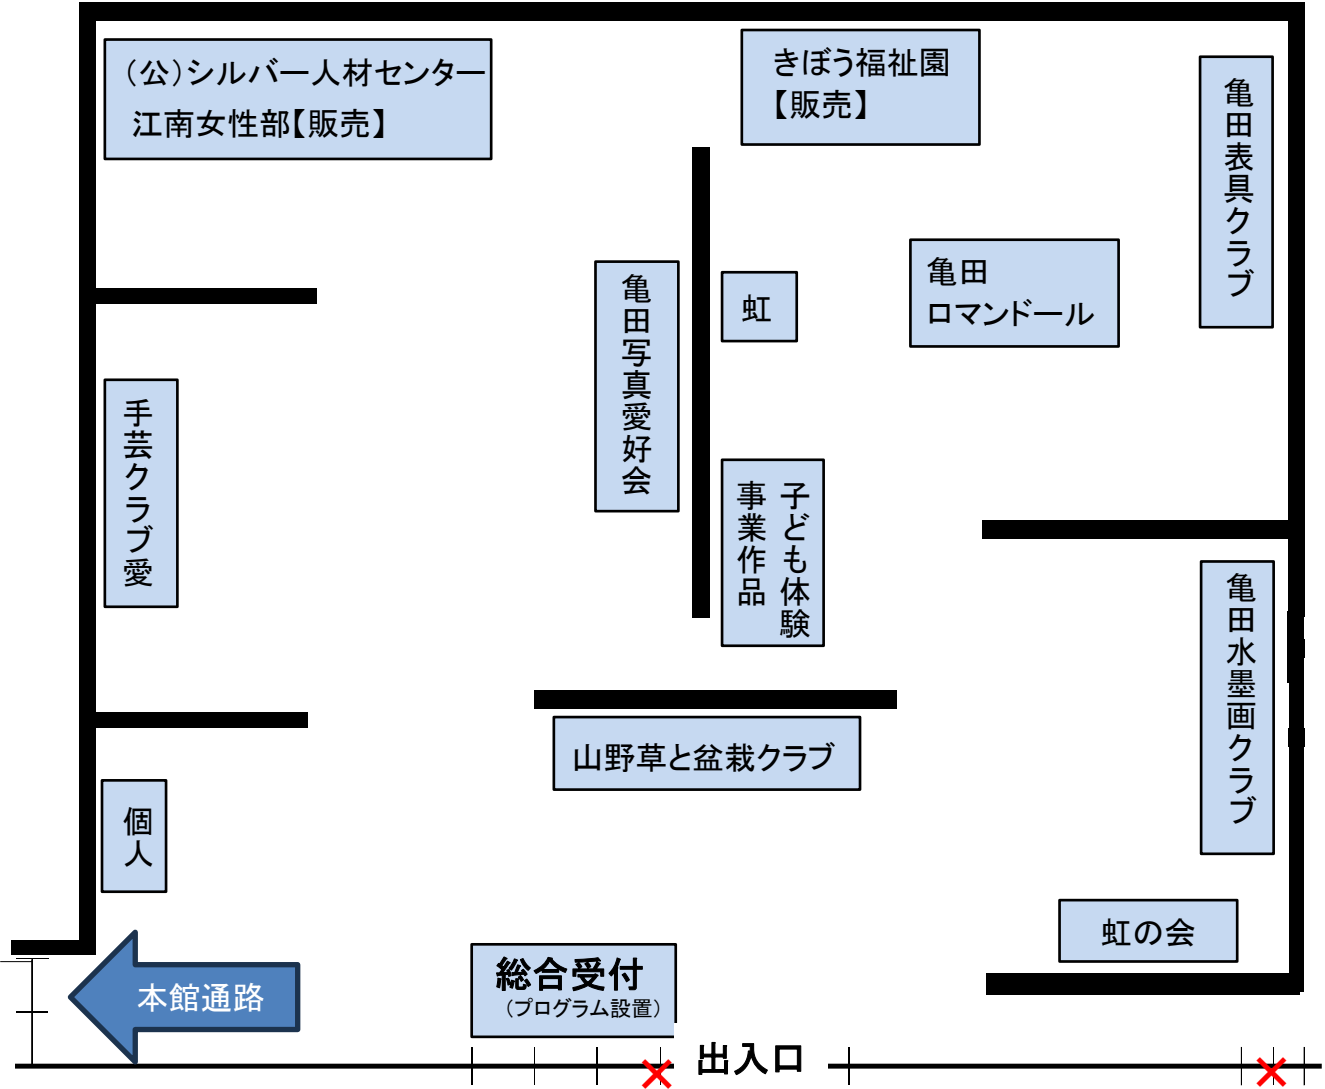 （公）シルバー人材センター
江南女性部【販売】
きぼう福祉園
【販売】
亀田表具クラブ
亀田写真愛好会
虹
亀田
ロマンドール
手芸クラブ愛
子ども体験
事業作品
亀田水墨画クラブ
山野草と盆栽クラブ
個人
虹の会
総合受付
（プログラム設置）
本館通路
出入口